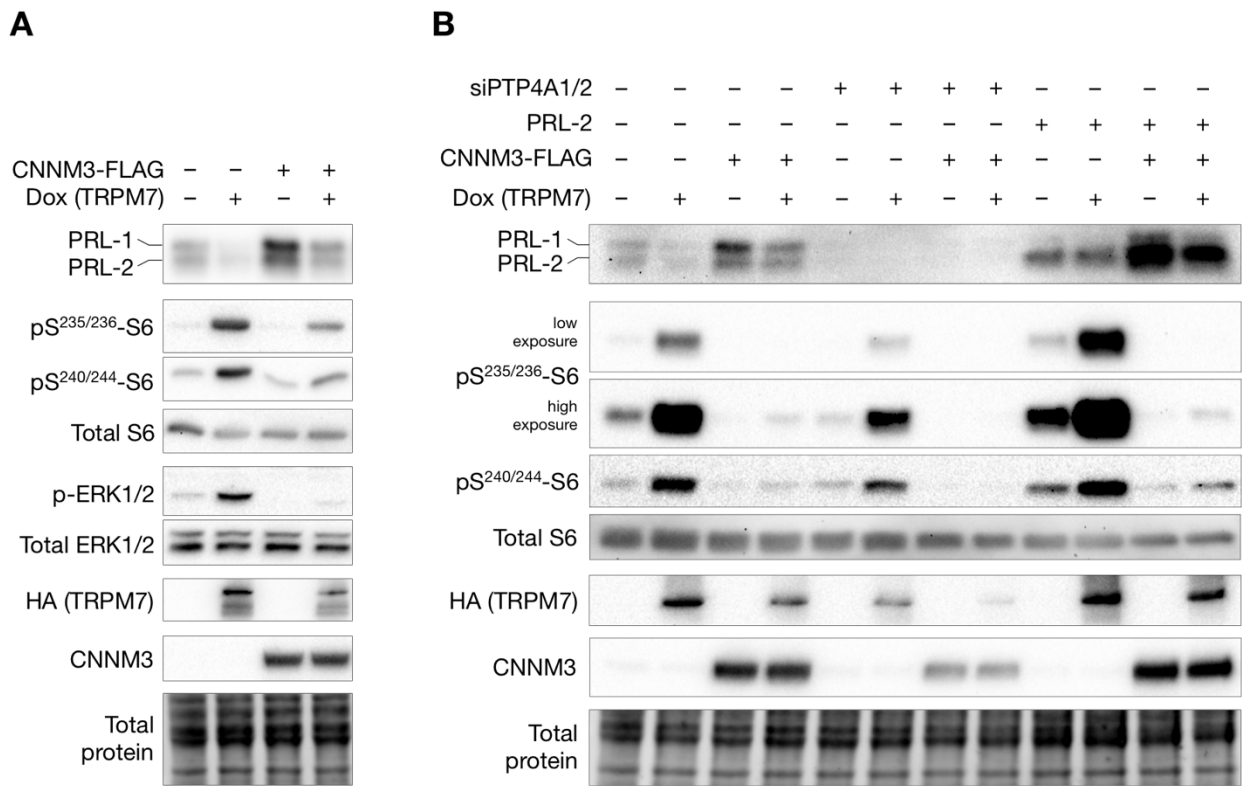 A
CNNM3-FLAG − − + +
Dox (TRPM7) − + − +
PRL-1
PRL-2
pS235/236-S6
pS240/244-S6
Total S6
p-ERK1/2
Total ERK1/2
HA (TRPM7)
CNNM3
Total
protein
B
siPTP4A1/2 − − − − + + + + − − − −
PRL-2 − − − − − − − − + + + +
CNNM3-FLAG − − + + − − + + − − + +
Dox (TRPM7) − + − + − + − + − + − +
PRL-1
PRL-2
low
exposure
pS235/236-S6
high
exposure
pS240/244-S6
Total S6
HA (TRPM7)
CNNM3
Total
protein